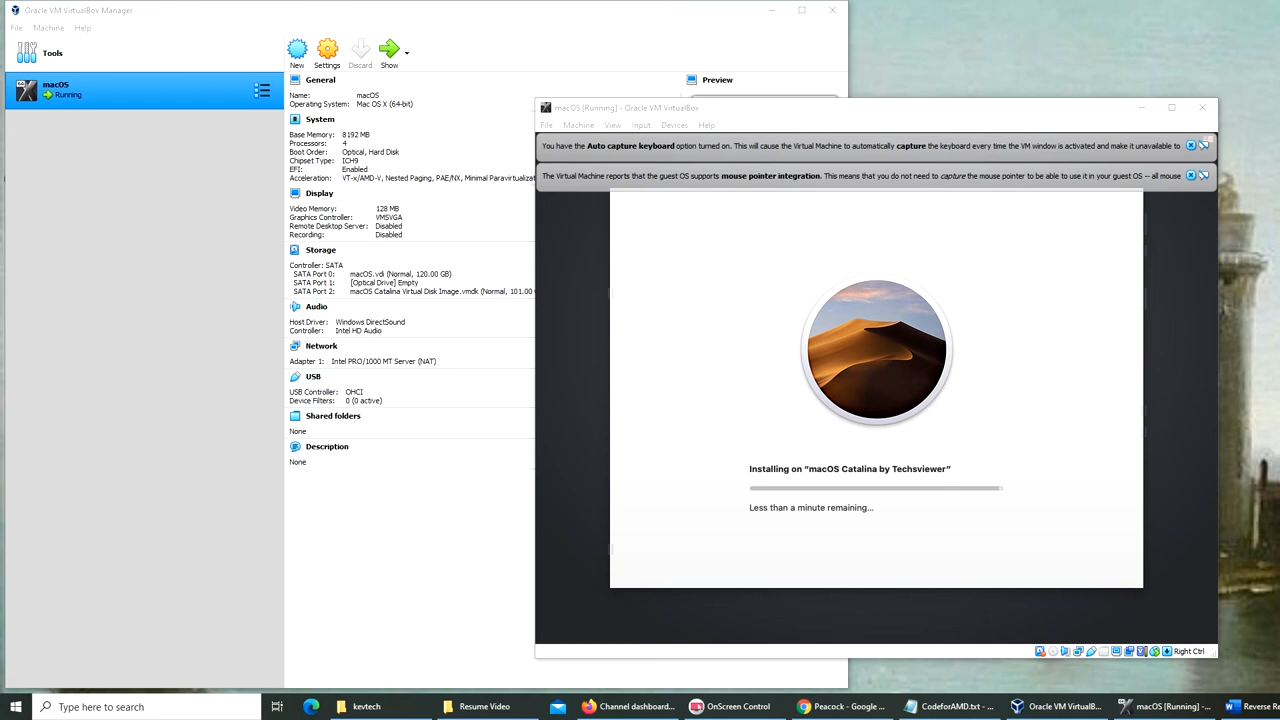 Oracle VM VirtualBox Manager
File Machine Help
Tools
New Settings Discard Show
64
macOS
Running
General
Name: macOS
Operating System: Mac OS X (64-bit)
System
Base Memory: 8192 MB
Processors: 4
Boot Order: Optical, Hard Disk
Chipset Type: ICH9
EFI: Enabled
Acceleration: VT-x/AMD-V, Nested Paging, PAE/NX, Minimal Paravirtualizat
Display
Video Memory: 128 MB
Graphics Controller: VMSVGA
Remote Desktop Server: Disabled
Recording: Disabled
Storage
Controller: SATA
SATA Port 0: macOS.vdi (Normal, 120.00 GB)
SATA Port 1: [Optical Drive] Empty
SATA Port 2: macOS Catalina Virtual Disk Image.vmdk (Normal, 101.00
Audio
Host Driver: Windows DirectSound
Controller: Intel HD Audio
Network
Adapter 1: Intel PRO/1000 MT Server (NAT)
USB
USB Controller: OHCI
Device Filters: 0 (0 active)
Shared folders
None
Description
None
Preview
macOS [Running] - Oracle VM VirtualBox
File Machine View Input Devices Help
You have the Auto capture keyboard option turned on. This will cause the Virtual Machine to automatically capture the keyboard every time the VM window is activated and make it unavailable to
The Virtual Machine reports that the guest OS supports mouse pointer integration. This means that you do not need to capture the mouse pointer to be able to use it in your guest OS -- all mouse
Installing on “macOS Catalina by Techsviewer”
Less than a minute remaining...
Right Ctrl
Type here to search
kevtech
Resume Video
Channel dashboard...
OnScreen Control
Peacock - Google ...
CodeforAMD.txt - ...
Oracle VM VirtualB...
macOS [Running] -...
Reverse Ro